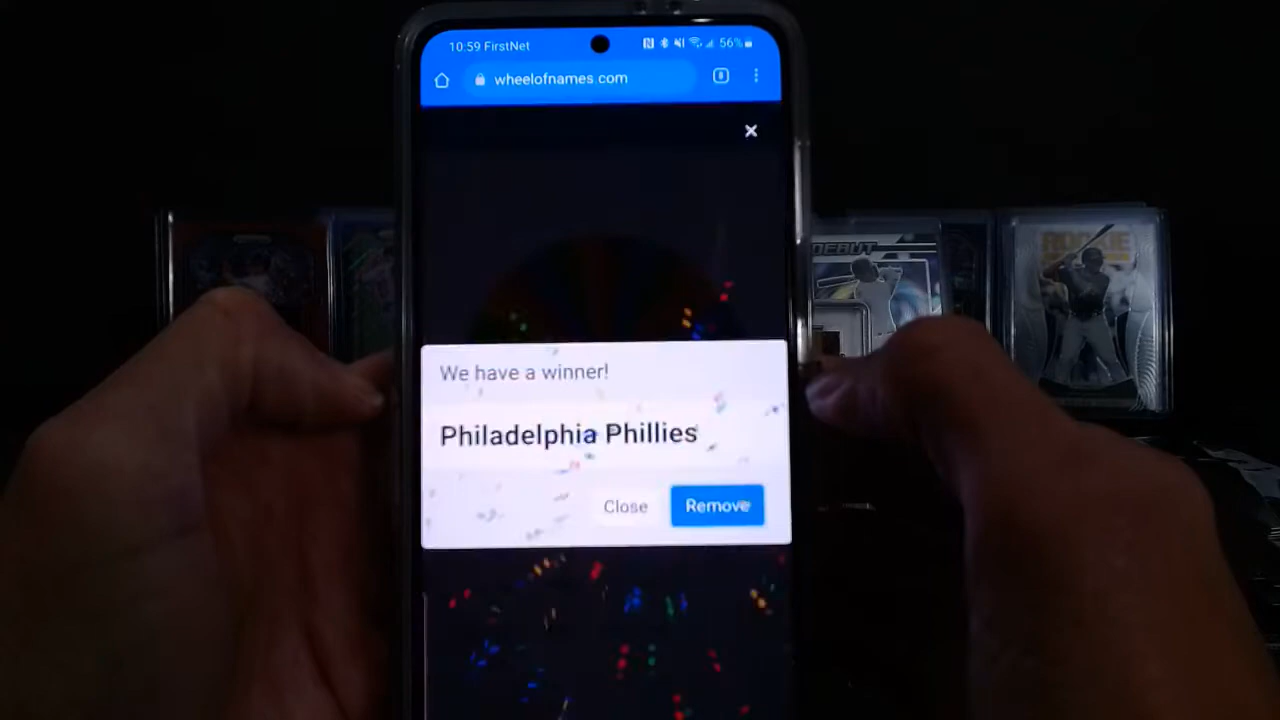 10:59 FirstNet
56%
wheelofnames.com
We have a winner!
Philadelphia Phillies
Close
Remove
DEBUT
ROOKIE